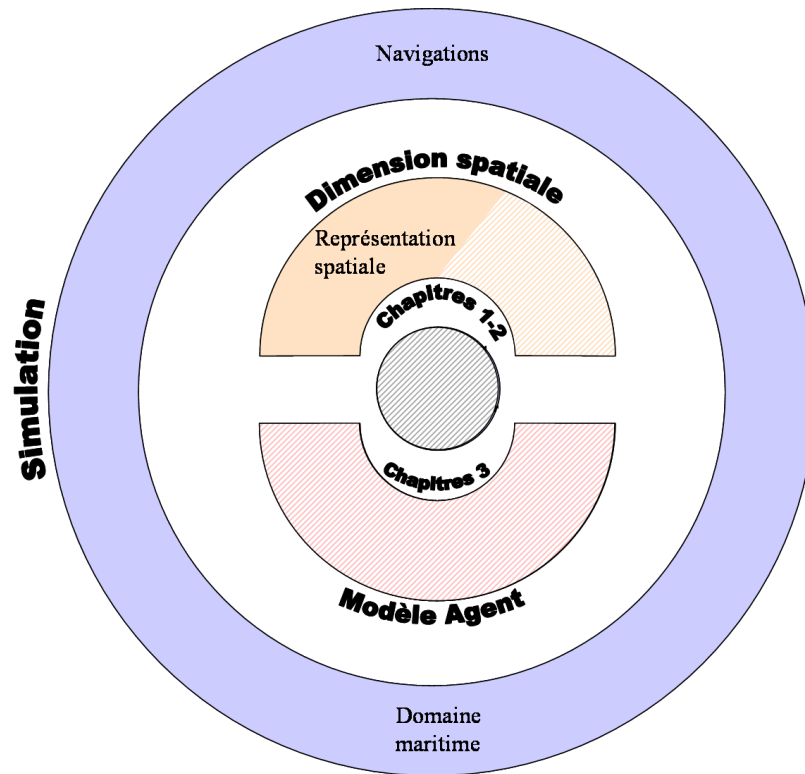 Navigations
Dimension spatiale
Représentation
spatiale
Chapitres 1-2
Simulation
Chapitres 3
Modèle Agent
Domaine
maritime